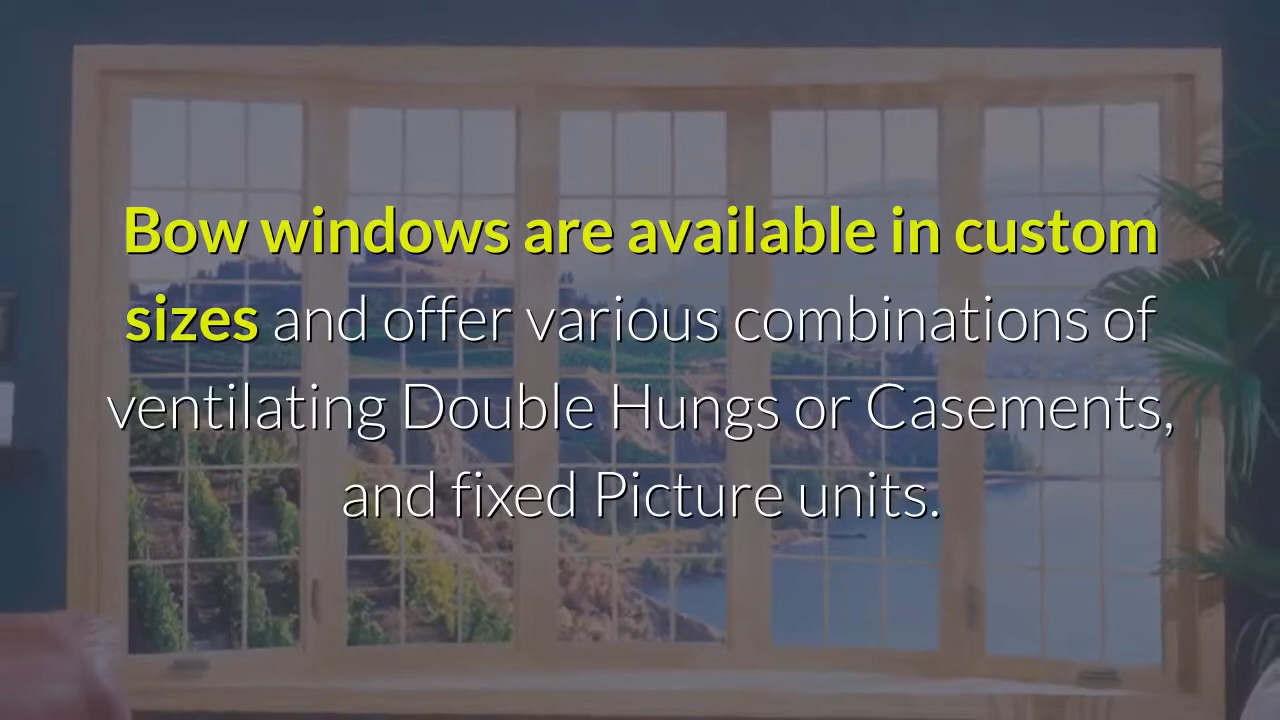 Bow windows are available in custom
sizes and offer various combinations of
ventilating Double Hungs or Casements,
and fixed Picture units.